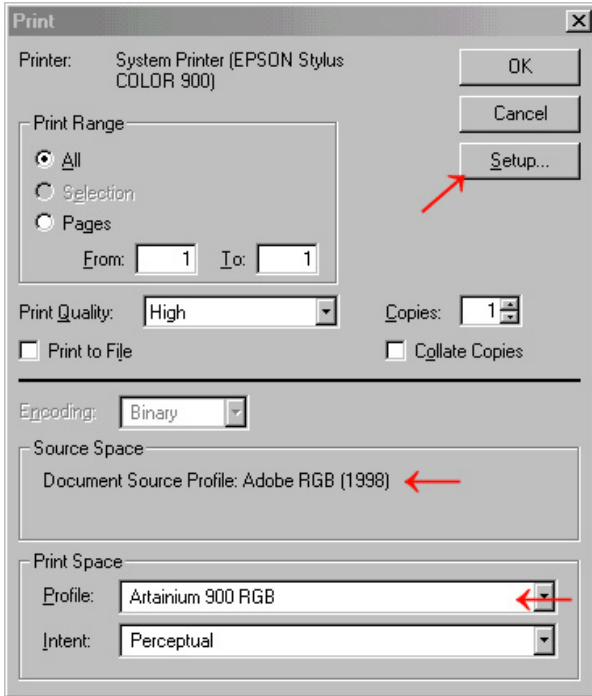 Print
Printer: System Printer (EPSON Stylus
COLOR 900)
OK
Cancel
Setup...
Print Range
All
Selection
Pages
From: 1 To: 1
Print Quality: High
Copies: 1
Print to File
Collate Copies
Encoding: Binary
Source Space
Document Source Profile: Adobe RGB (1998)
Print Space
Profile: Artainium 900 RGB
Intent: Perceptual